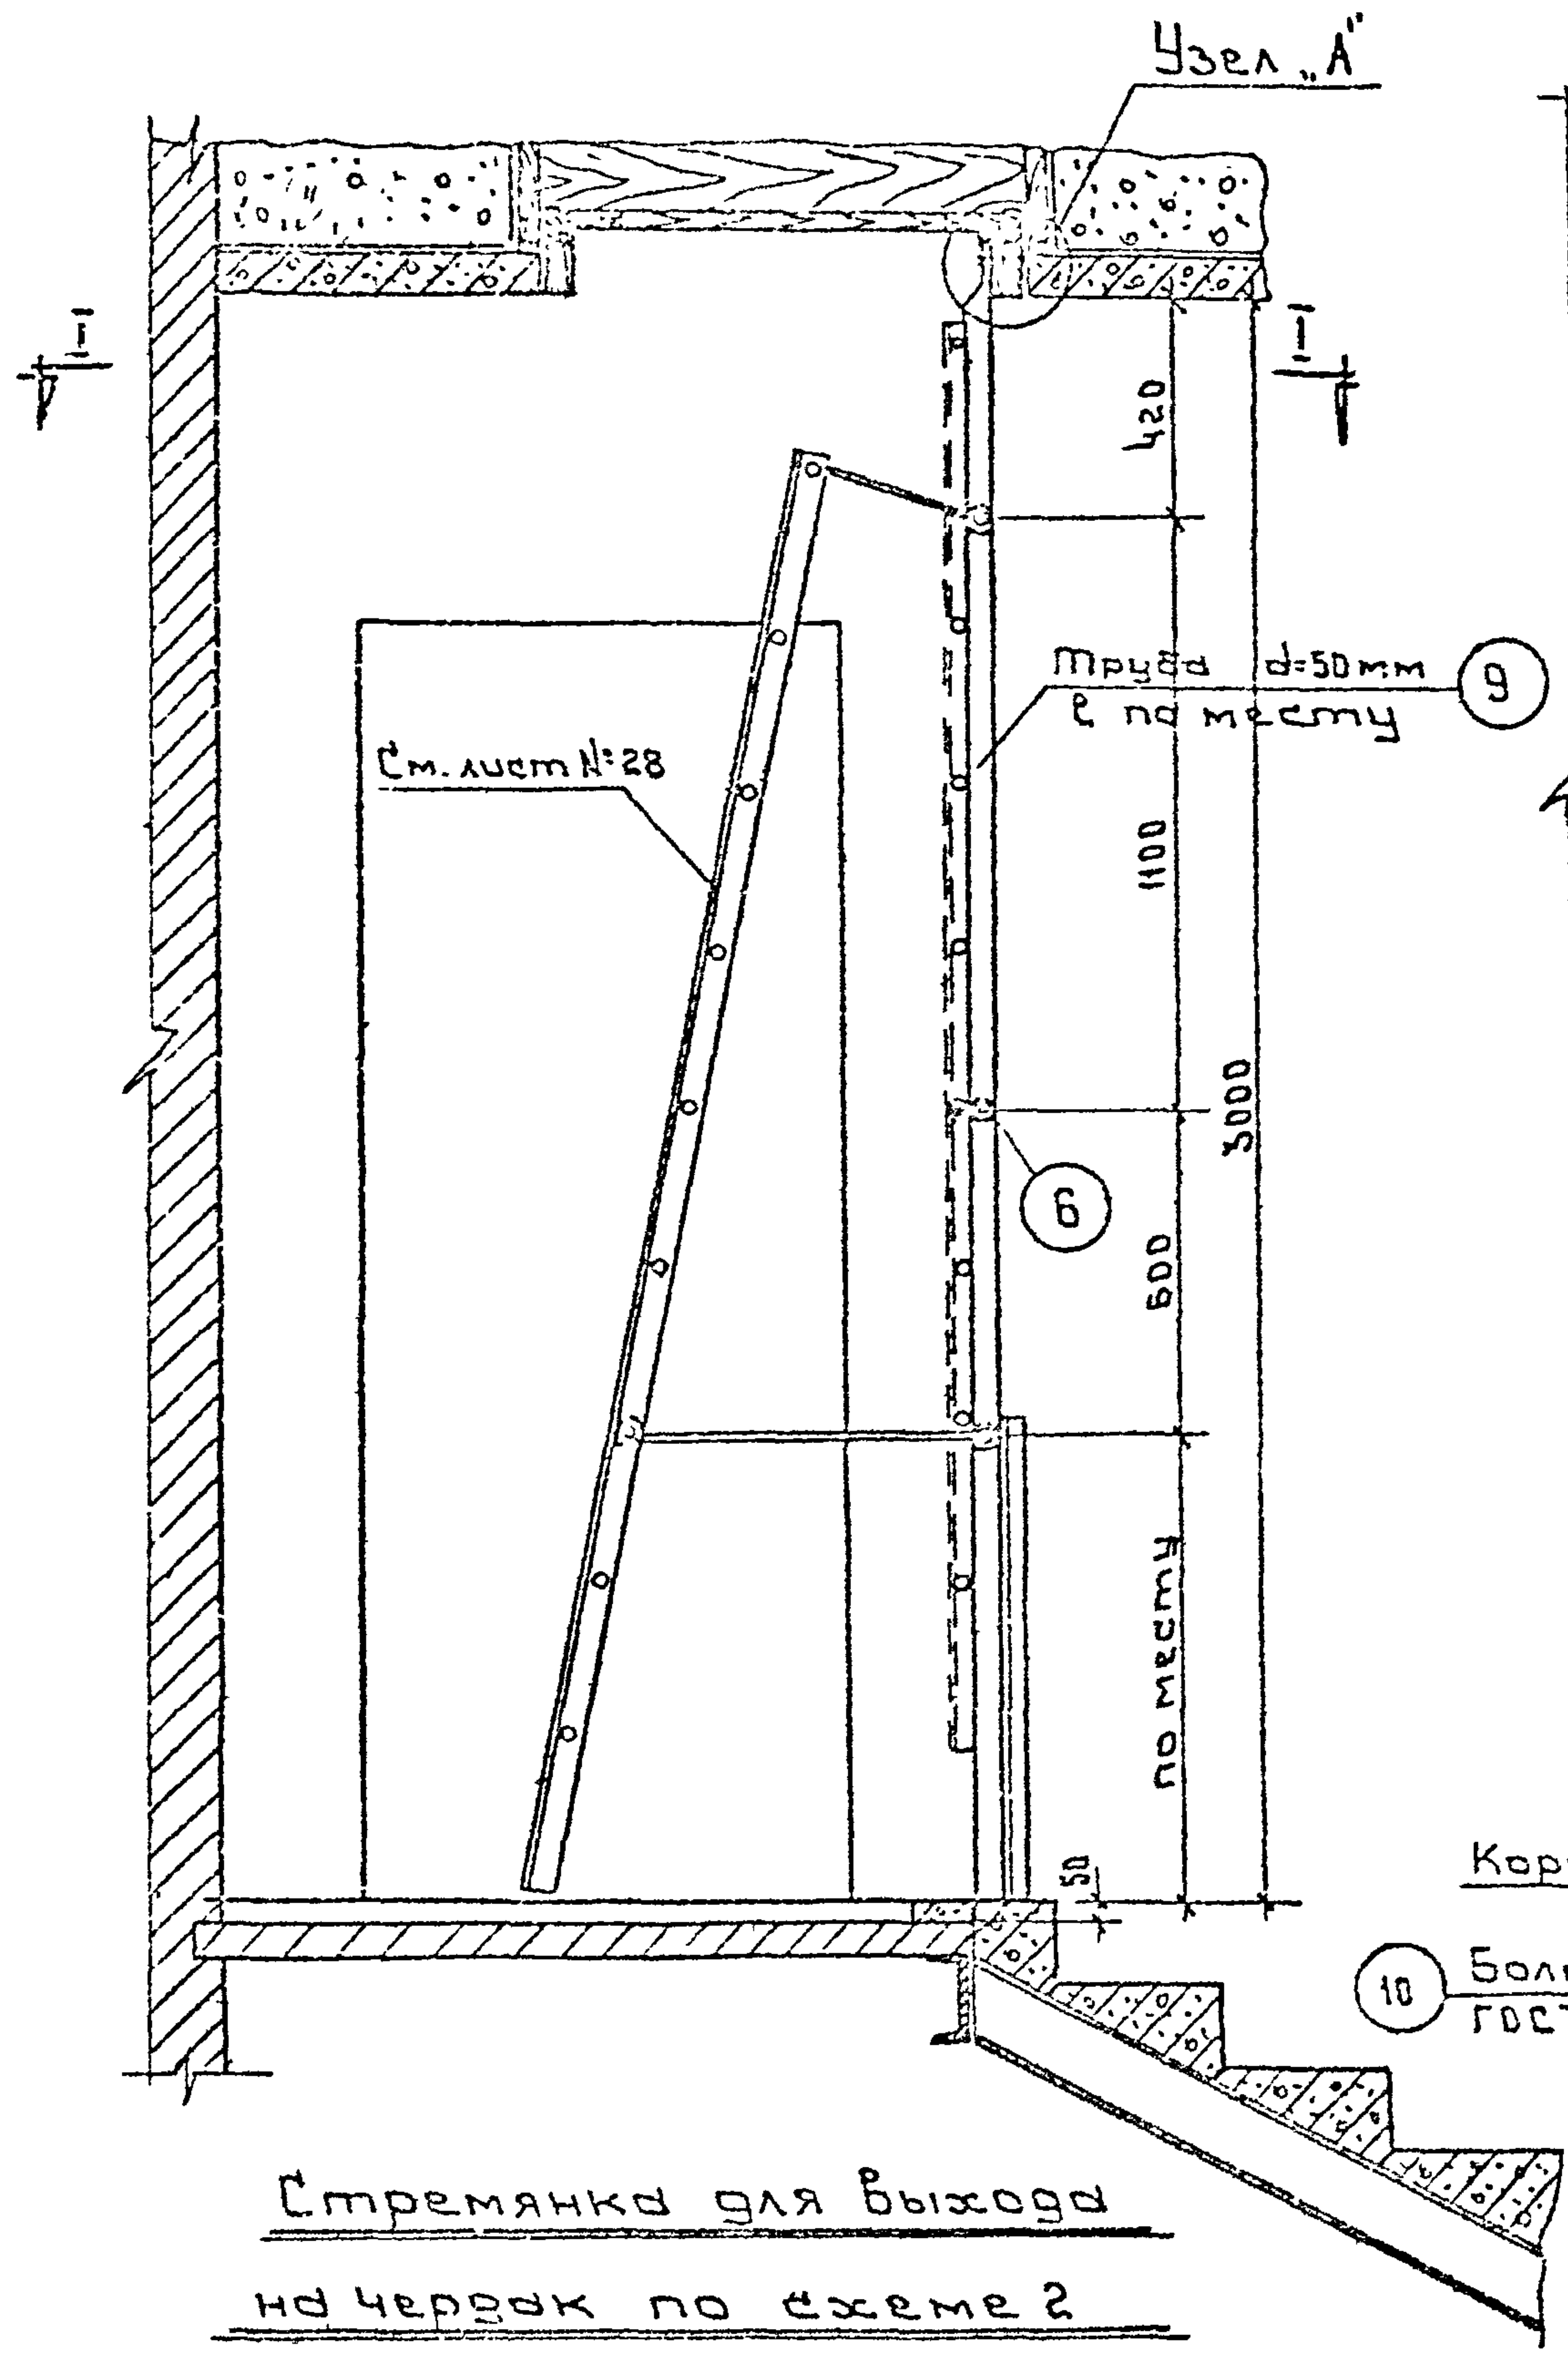 Узел „А"
I
I
420
Труба d=50мм
ℓ по месту
9
См. лист №28
1100
3000
6
600
по месту
50
10
Стремянка для выхода
на чердак по схеме 2